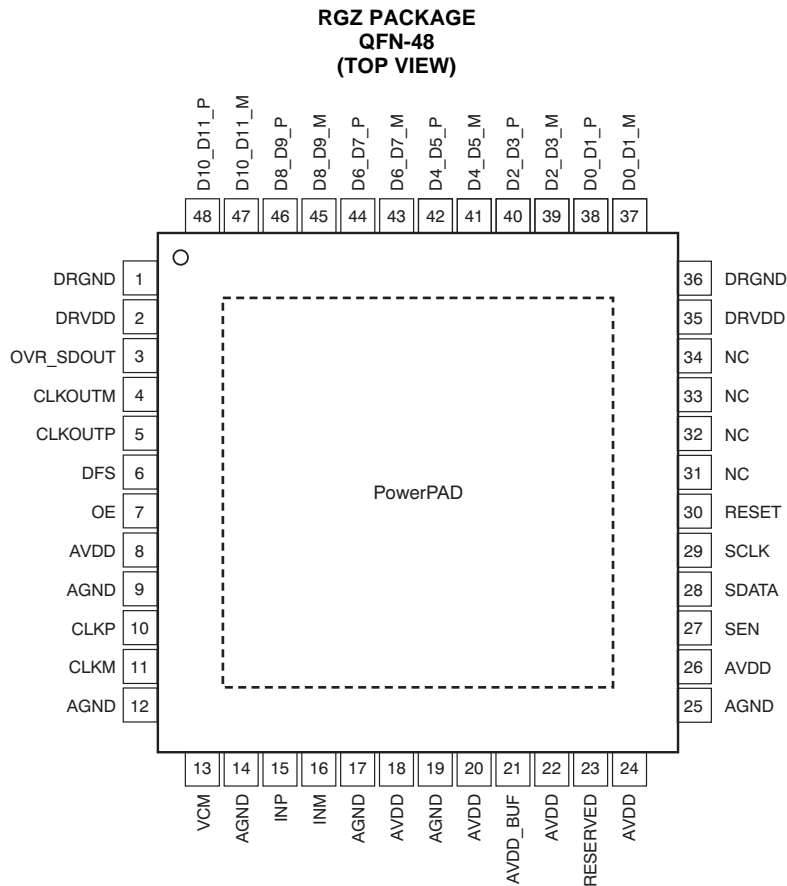 RGZ PACKAGE
QFN-48
(TOP VIEW)
D10_D11_P
D10_D11_M
D8_D9_P
D8_D9_M
D6_D7_P
D6_D7_M
D4_D5_P
D4_D5_M
D2_D3_P
D2_D3_M
D0_D1_P
D0_D1_M
48 47 46 45 44 43 42 41 40 39 38 37
DRGND 1
DRVDD 2
OVR_SDOUT 3
CLKOUTM 4
CLKOUTP 5
DFS 6
OE 7
AVDD 8
AGND 9
CLKP 10
CLKM 11
AGND 12
PowerPAD
36 DRGND
35 DRVDD
34 NC
33 NC
32 NC
31 NC
30 RESET
29 SCLK
28 SDATA
27 SEN
26 AVDD
25 AGND
13 14 15 16 17 18 19 20 21 22 23 24
VCM
AGND
INP
INM
AGND
AVDD
AGND
AVDD
AVDD_BUF
AVDD
RESERVED
AVDD